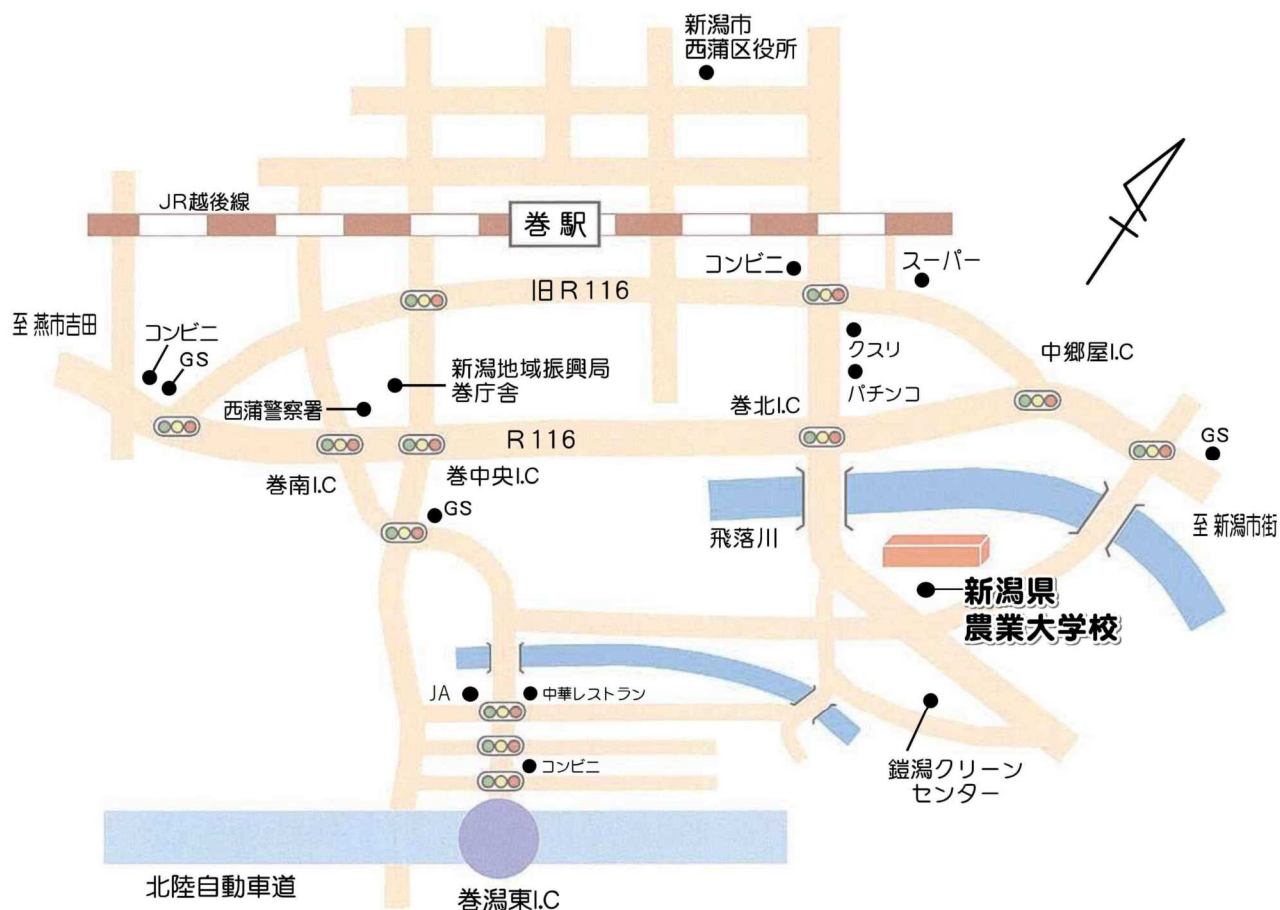 新潟市
西蒲区役所
JR越後線
巻駅
コンビニ
スーパー
旧R116
至 燕市吉田
コンビニ
GS
クスリ
中郷屋I.C
新潟地域振興局
巻庁舎
パチンコ
西蒲警察署
巻北I.C
R116
GS
巻南I.C
巻中央I.C
GS
飛落川
至 新潟市街
新潟県
農業大学校
JA
中華レストラン
コンビニ
鎧潟クリーン
センター
北陸自動車道
巻潟東I.C